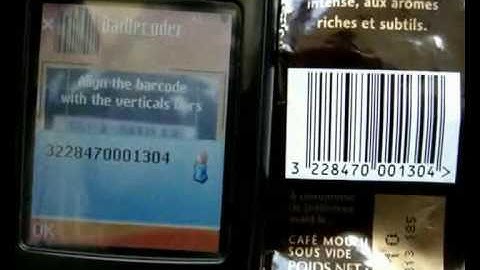 BarDecoder
Align the barcode
with the verticals bars
3228470001304
OK
intense, aux arômes
riches et subtils.
3 228470 001304 >
CAFÉ MOULU
SOUS VIDE
POIDS NET